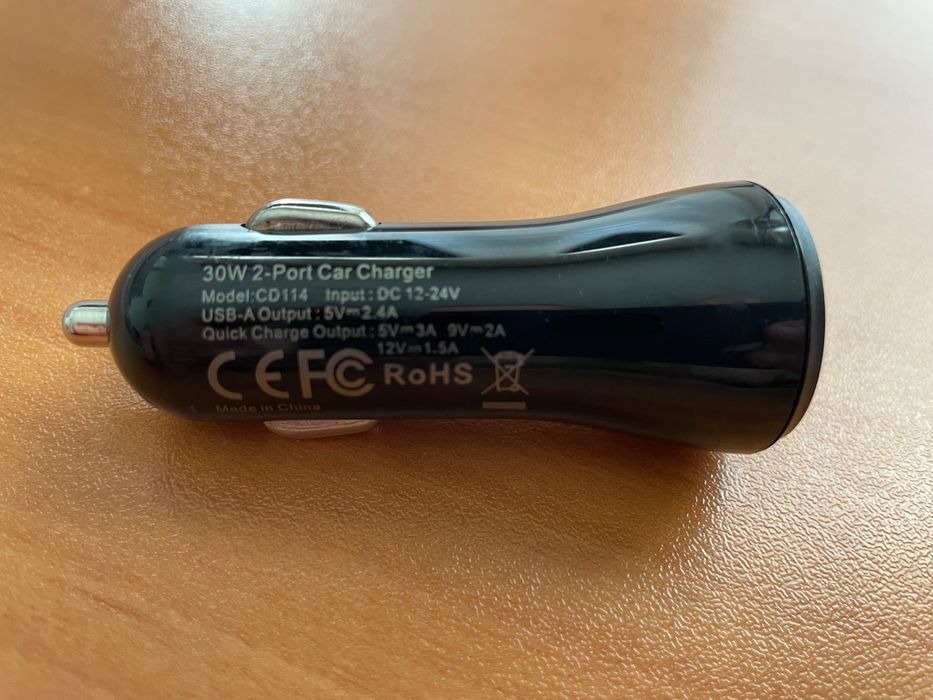 30W 2-Port Car Charger
Model:CD114 Input : DC 12-24V
USB-A Output : 5V⎓2.4A
Quick Charge Output : 5V⎓3A 9V⎓2A
12V⎓1.5A
CE FC RoHS
Made in China